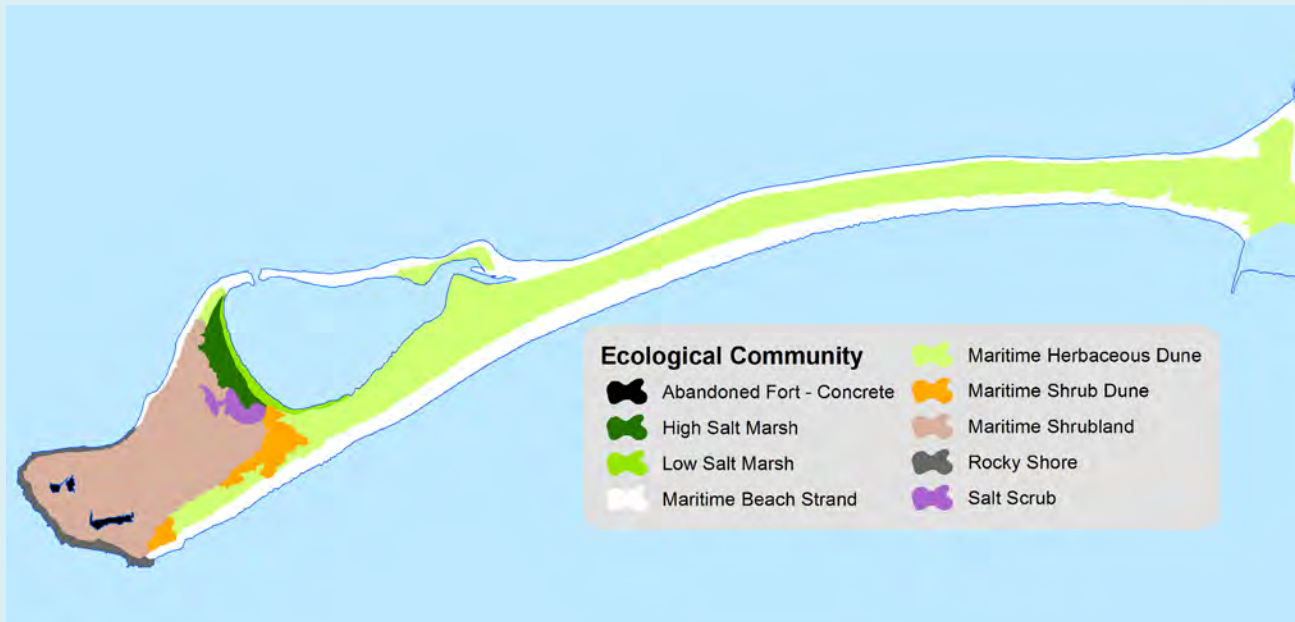 Ecological Community
Abandoned Fort - Concrete
High Salt Marsh
Low Salt Marsh
Maritime Beach Strand
Maritime Herbaceous Dune
Maritime Shrub Dune
Maritime Shrubland
Rocky Shore
Salt Scrub